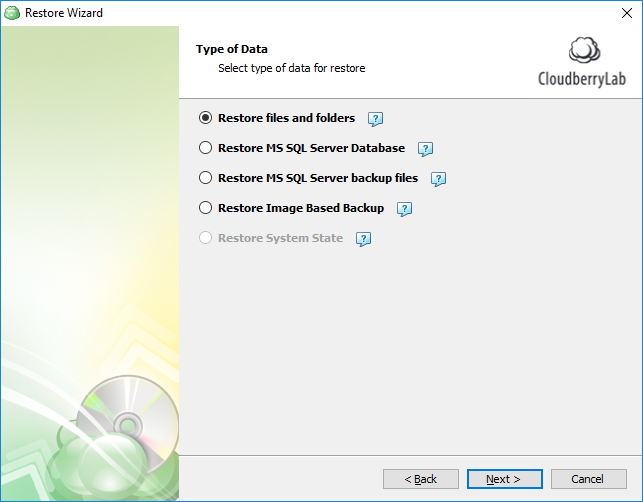 Restore Wizard
Type of Data
Select type of data for restore
CloudberryLab
Restore files and folders ?
Restore MS SQL Server Database ?
Restore MS SQL Server backup files ?
Restore Image Based Backup ?
Restore System State ?
< Back Next > Cancel